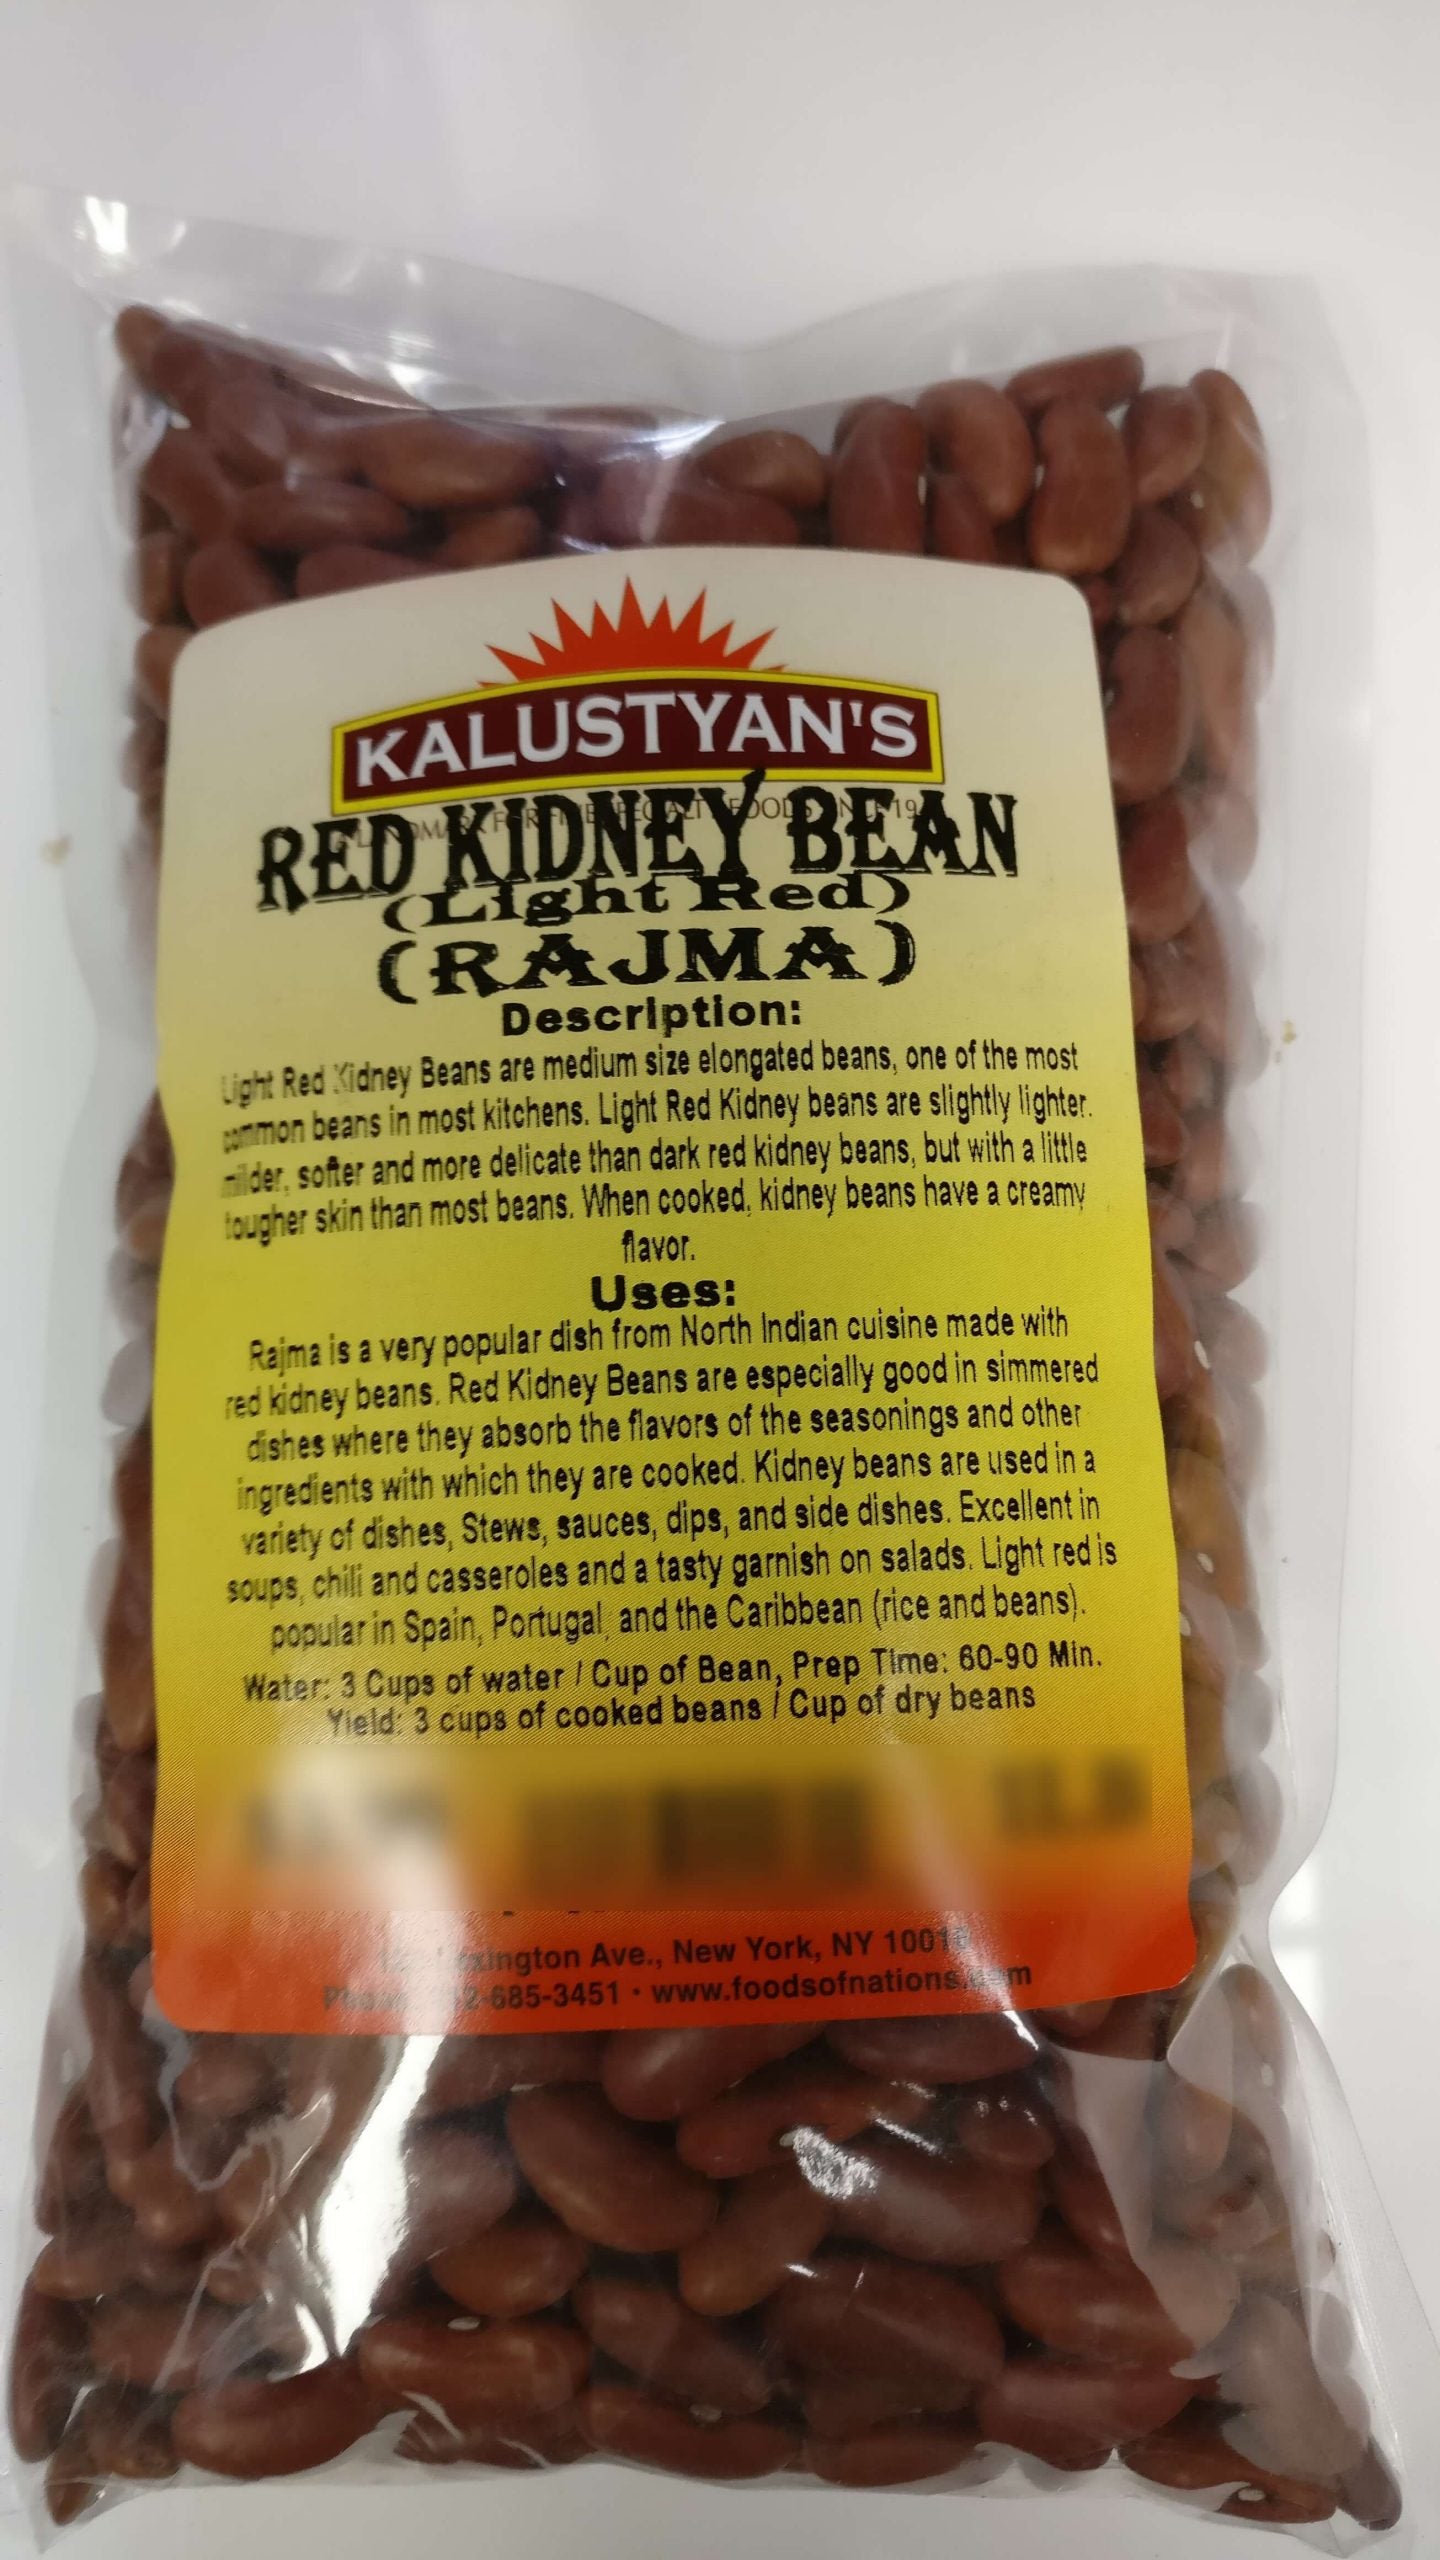 KALUSTYAN'S
RED KIDNEY BEAN
(Light Red)
(RAJMA)
Description:
Light Red Kidney Beans are medium size elongated beans, one of the most
common beans in most kitchens. Light Red Kidney beans are slightly lighter.
milder, softer and more delicate than dark red kidney beans, but with a little
tougher skin than most beans. When cooked, kidney beans have a creamy
flavor.
Uses:
Rajma is a very popular dish from North Indian cuisine made with
red kidney beans. Red Kidney Beans are especially good in simmered
dishes where they absorb the flavors of the seasonings and other
ingredients with which they are cooked. Kidney beans are used in a
variety of dishes, Stews, sauces, dips, and side dishes. Excellent in
soups, chili and casseroles and a tasty garnish on salads. Light red is
popular in Spain, Portugal, and the Caribbean (rice and beans).
Water: 3 Cups of water / Cup of Bean, Prep Time: 60-90 Min.
Yield: 3 cups of cooked beans / Cup of dry beans
Ave., New York, NY
www.foodsofnations.com